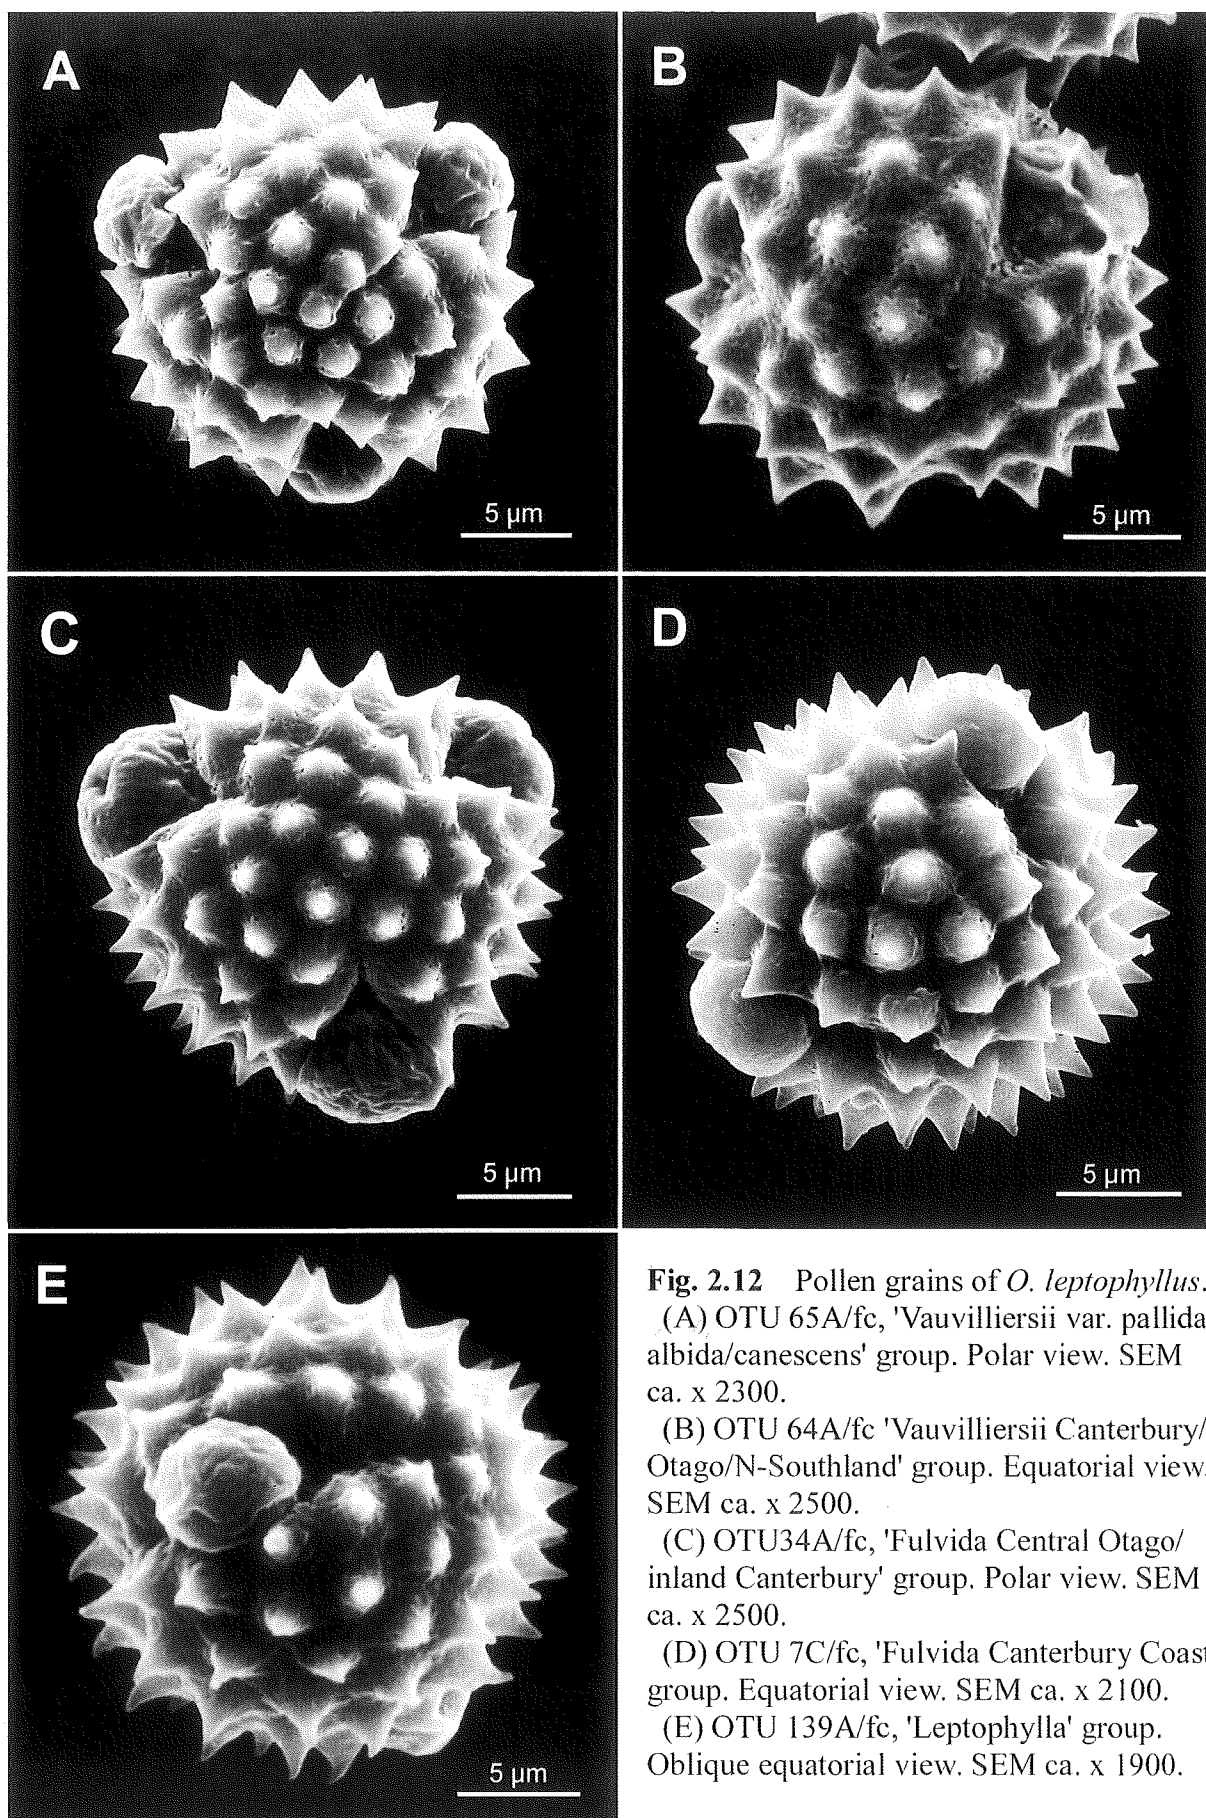 A
5 µm
B
5 µm
C
5 µm
D
5 µm
E
5 µm
Fig. 2.12 Pollen grains of O. leptophyllus.
(A) OTU 65A/fc, 'Vauvilliersii var. pallida
albida/canescens' group. Polar view. SEM
ca. x 2300.
(B) OTU 64A/fc 'Vauvilliersii Canterbury/
Otago/N-Southland' group. Equatorial view.
SEM ca. x 2500.
(C) OTU34A/fc, 'Fulvida Central Otago/
inland Canterbury' group. Polar view. SEM
ca. x 2500.
(D) OTU 7C/fc, 'Fulvida Canterbury Coast
group. Equatorial view. SEM ca. x 2100.
(E) OTU 139A/fc, 'Leptophylla' group.
Oblique equatorial view. SEM ca. x 1900.